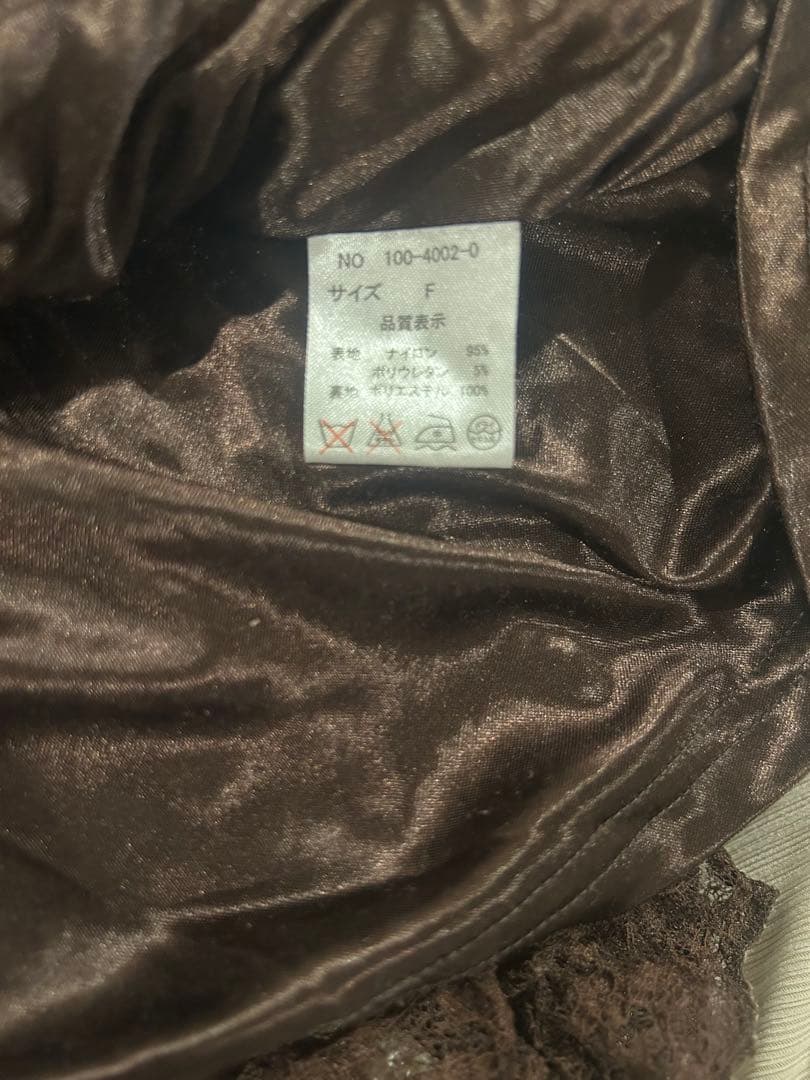 NO 100-4002-0
サイズ F
品質表示
表地 ナイロン 95%
ポリウレタン 5%
裏地 ポリエステル 100%